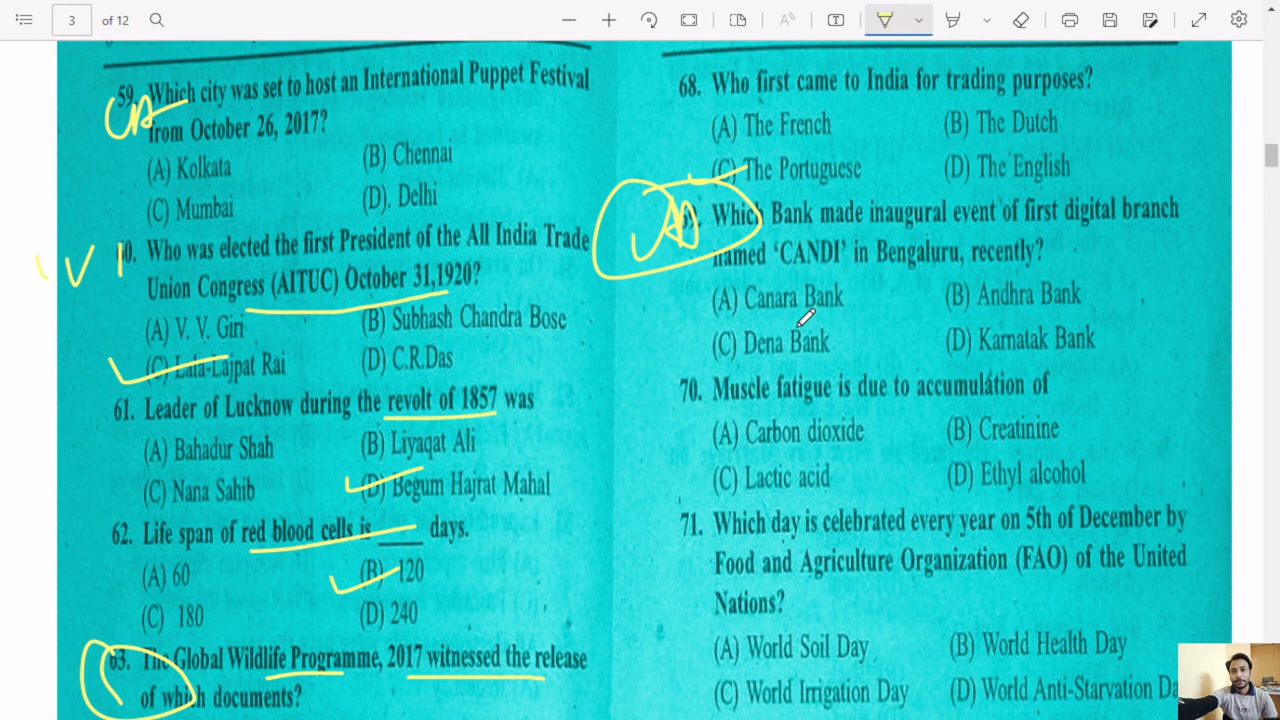 3 of 12
59. Which city was set to host an International Puppet Festival
from October 26, 2017?
(A) Kolkata (B) Chennai
(C) Mumbai (D). Delhi
60. Who was elected the first President of the All India Trade
Union Congress (AITUC) October 31,1920?
(A) V. V. Giri (B) Subhash Chandra Bose
(C) Lala-Lajpat Rai (D) C.R.Das
61. Leader of Lucknow during the revolt of 1857 was
(A) Bahadur Shah (B) Liyaqat Ali
(C) Nana Sahib (D) Begum Hajrat Mahal
62. Life span of red blood cells is ____ days.
(A) 60 (B) 120
(C) 180 (D) 240
63. The Global Wildlife Programme, 2017 witnessed the release
of which documents?
68. Who first came to India for trading purposes?
(A) The French (B) The Dutch
(C) The Portuguese (D) The English
69. Which Bank made inaugural event of first digital branch
named ‘CANDI’ in Bengaluru, recently?
(A) Canara Bank (B) Andhra Bank
(C) Dena Bank (D) Karnatak Bank
70. Muscle fatigue is due to accumulation of
(A) Carbon dioxide (B) Creatinine
(C) Lactic acid (D) Ethyl alcohol
71. Which day is celebrated every year on 5th of December by
Food and Agriculture Organization (FAO) of the United
Nations?
(A) World Soil Day (B) World Health Day
(C) World Irrigation Day (D) World Anti-Starvation Da